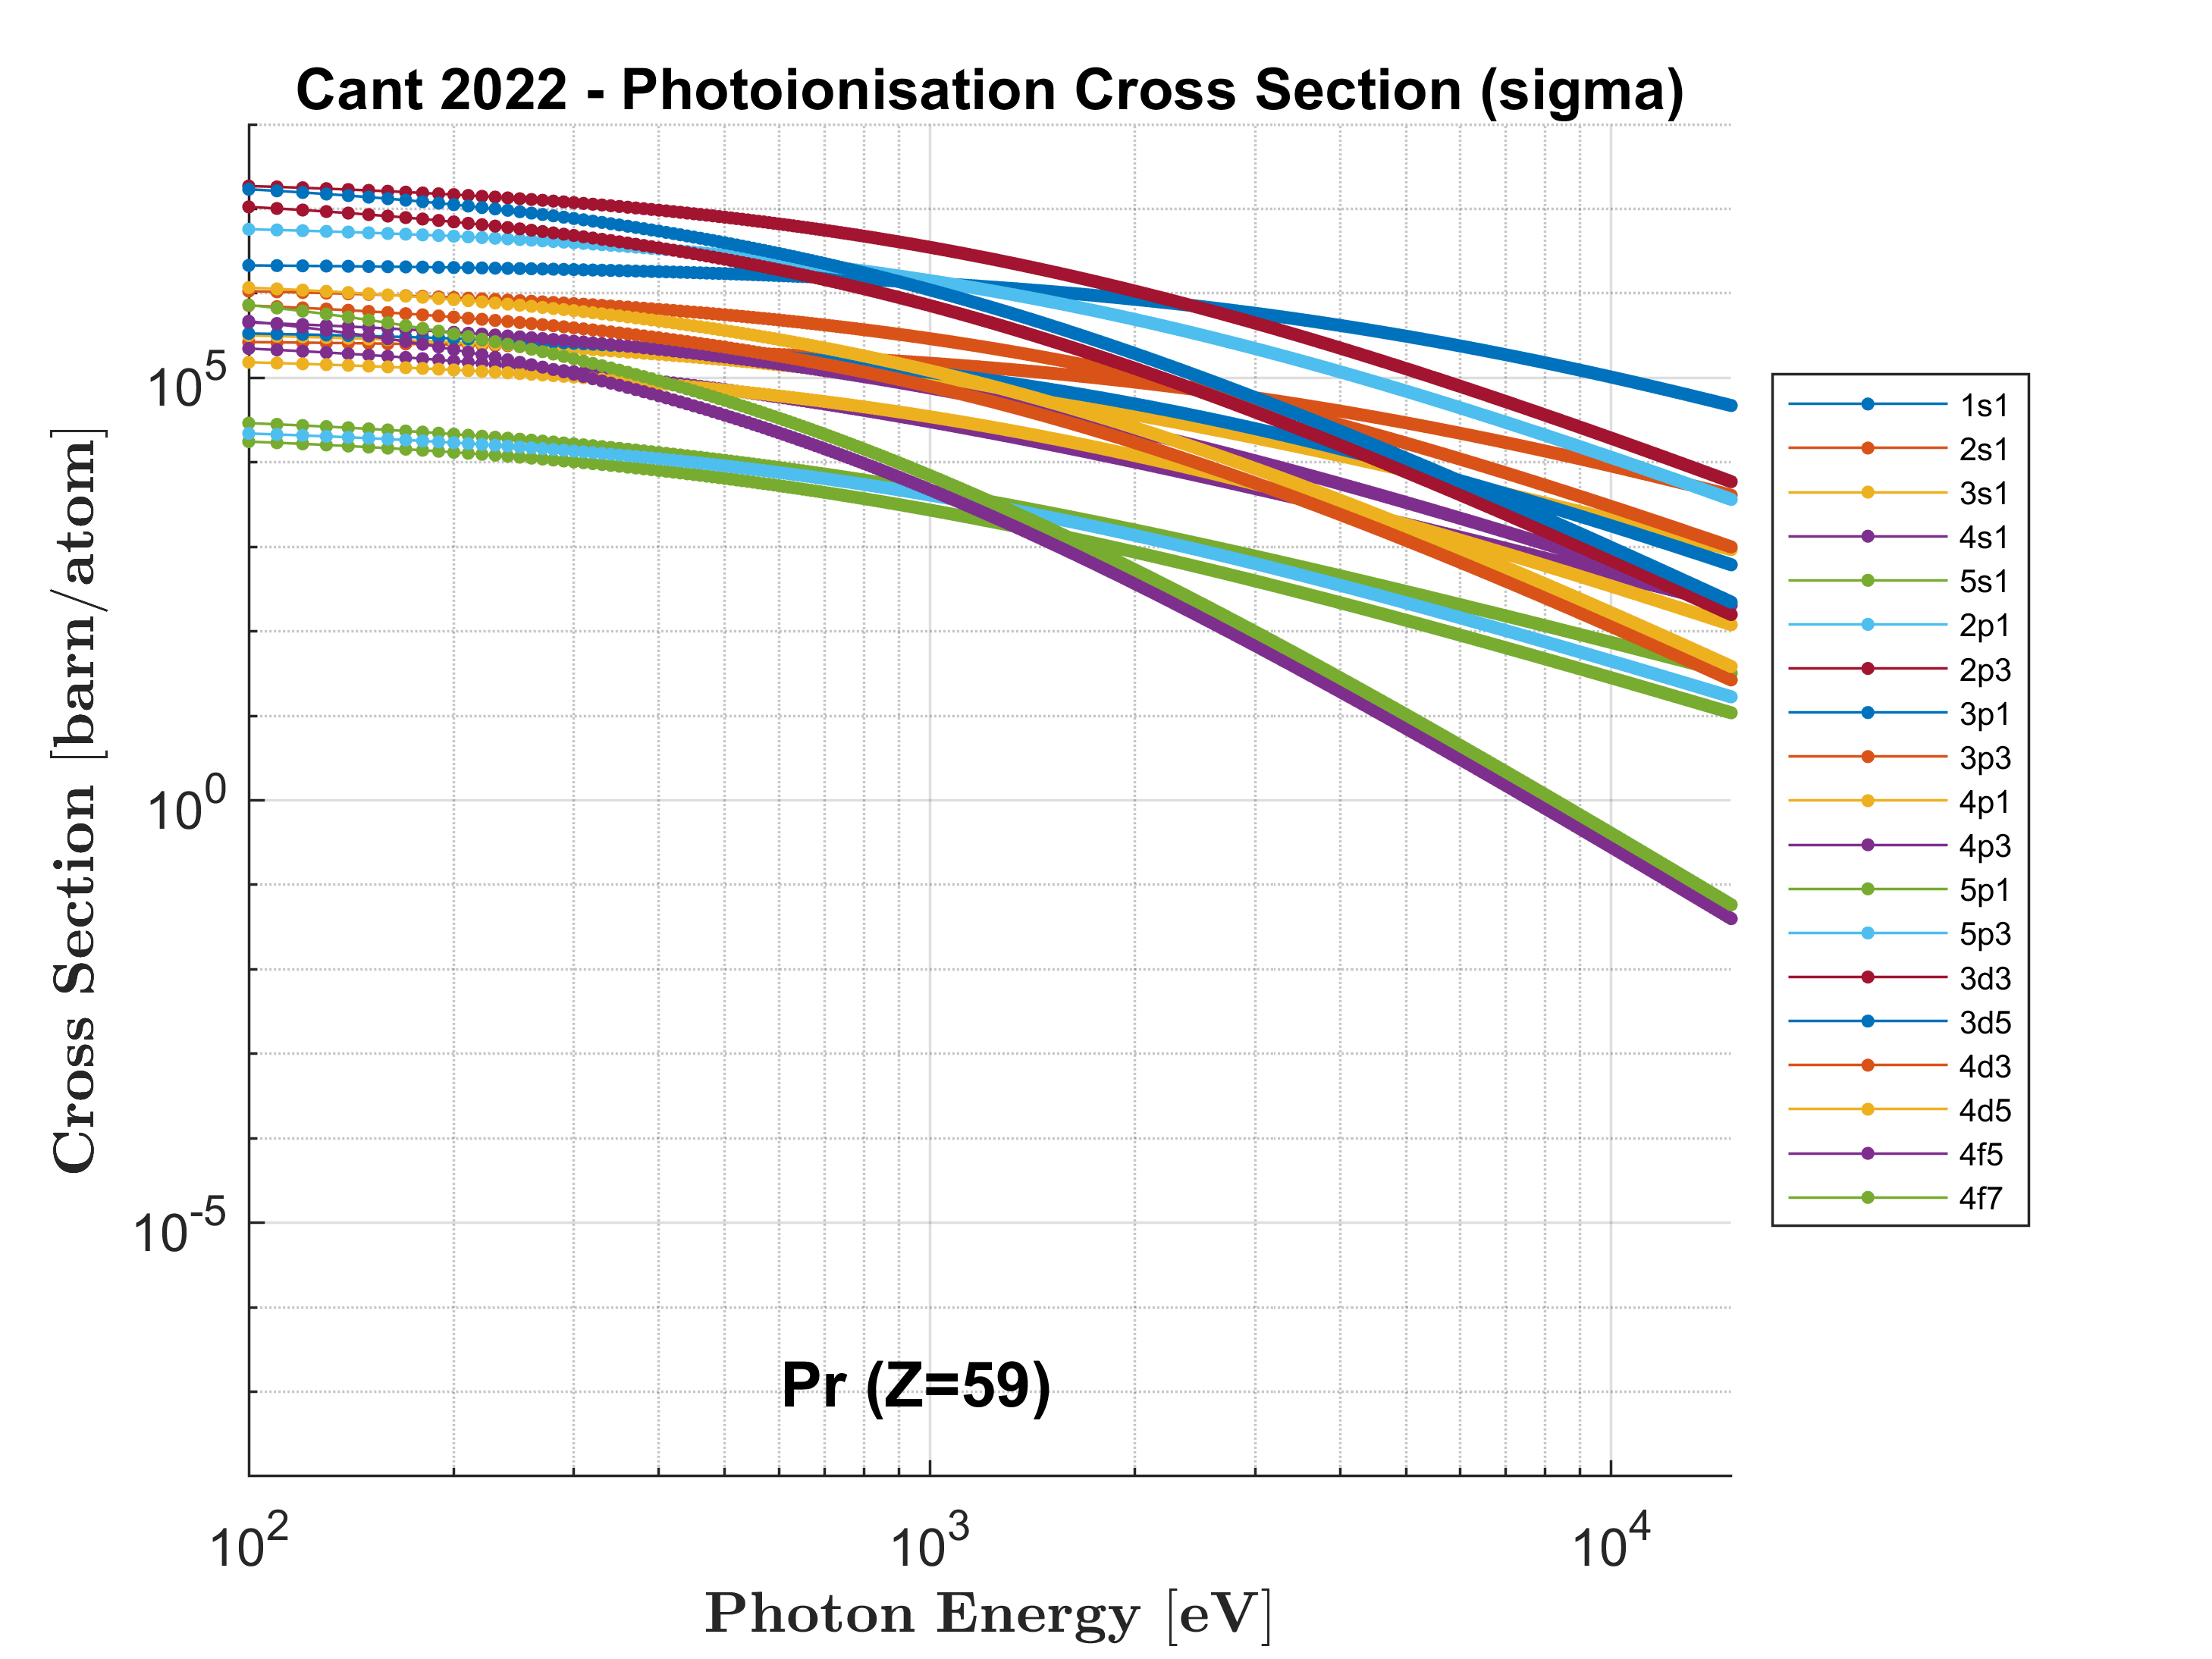 Cant 2022 - Photoionisation Cross Section (sigma)
Cross Section [barn/atom]
10^5
10^0
10^-5
Pr (Z=59)
10^2
10^3
10^4
Photon Energy [eV]
1s1
2s1
3s1
4s1
5s1
2p1
2p3
3p1
3p3
4p1
4p3
5p1
5p3
3d3
3d5
4d3
4d5
4f5
4f7